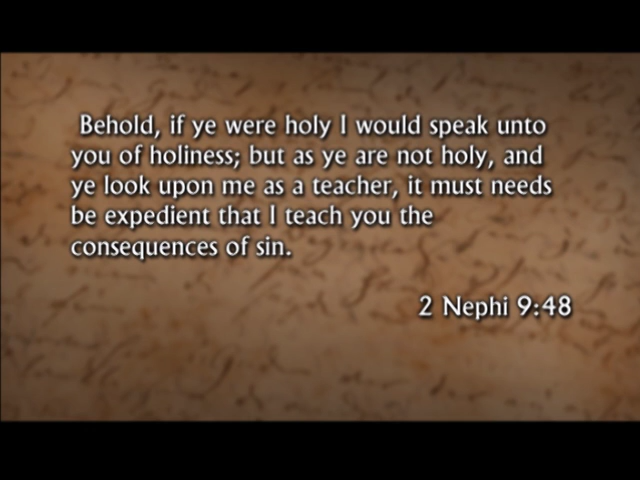 Behold, if ye were holy I would speak unto
you of holiness; but as ye are not holy, and
ye look upon me as a teacher, it must needs
be expedient that I teach you the
consequences of sin.
2 Nephi 9:48